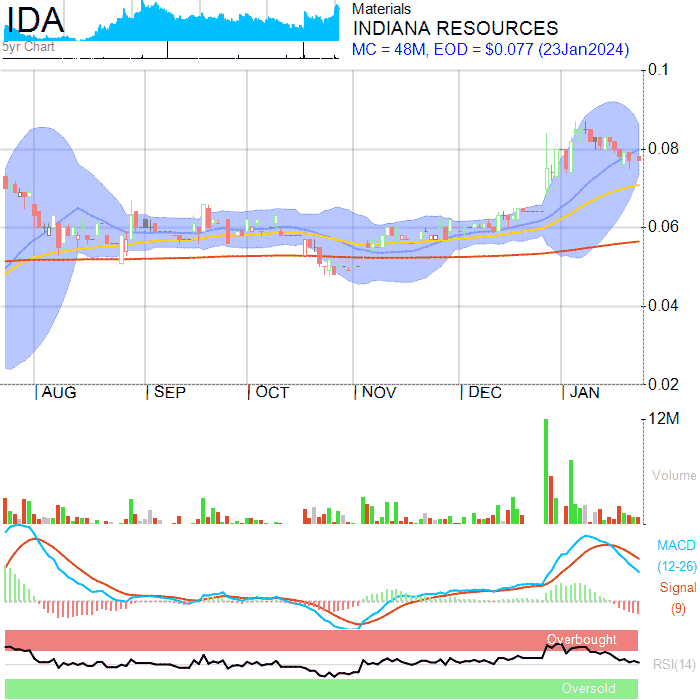 IDA
5yr Chart
Materials
INDIANA RESOURCES
MC = 48M, EOD = $0.077 (23Jan2024)
0.1
0.08
0.06
0.04
0.02
AUG SEP OCT NOV DEC JAN
12M
Volume
MACD
(12-26)
Signal
(9)
Overbought
RSI(14)
Oversold